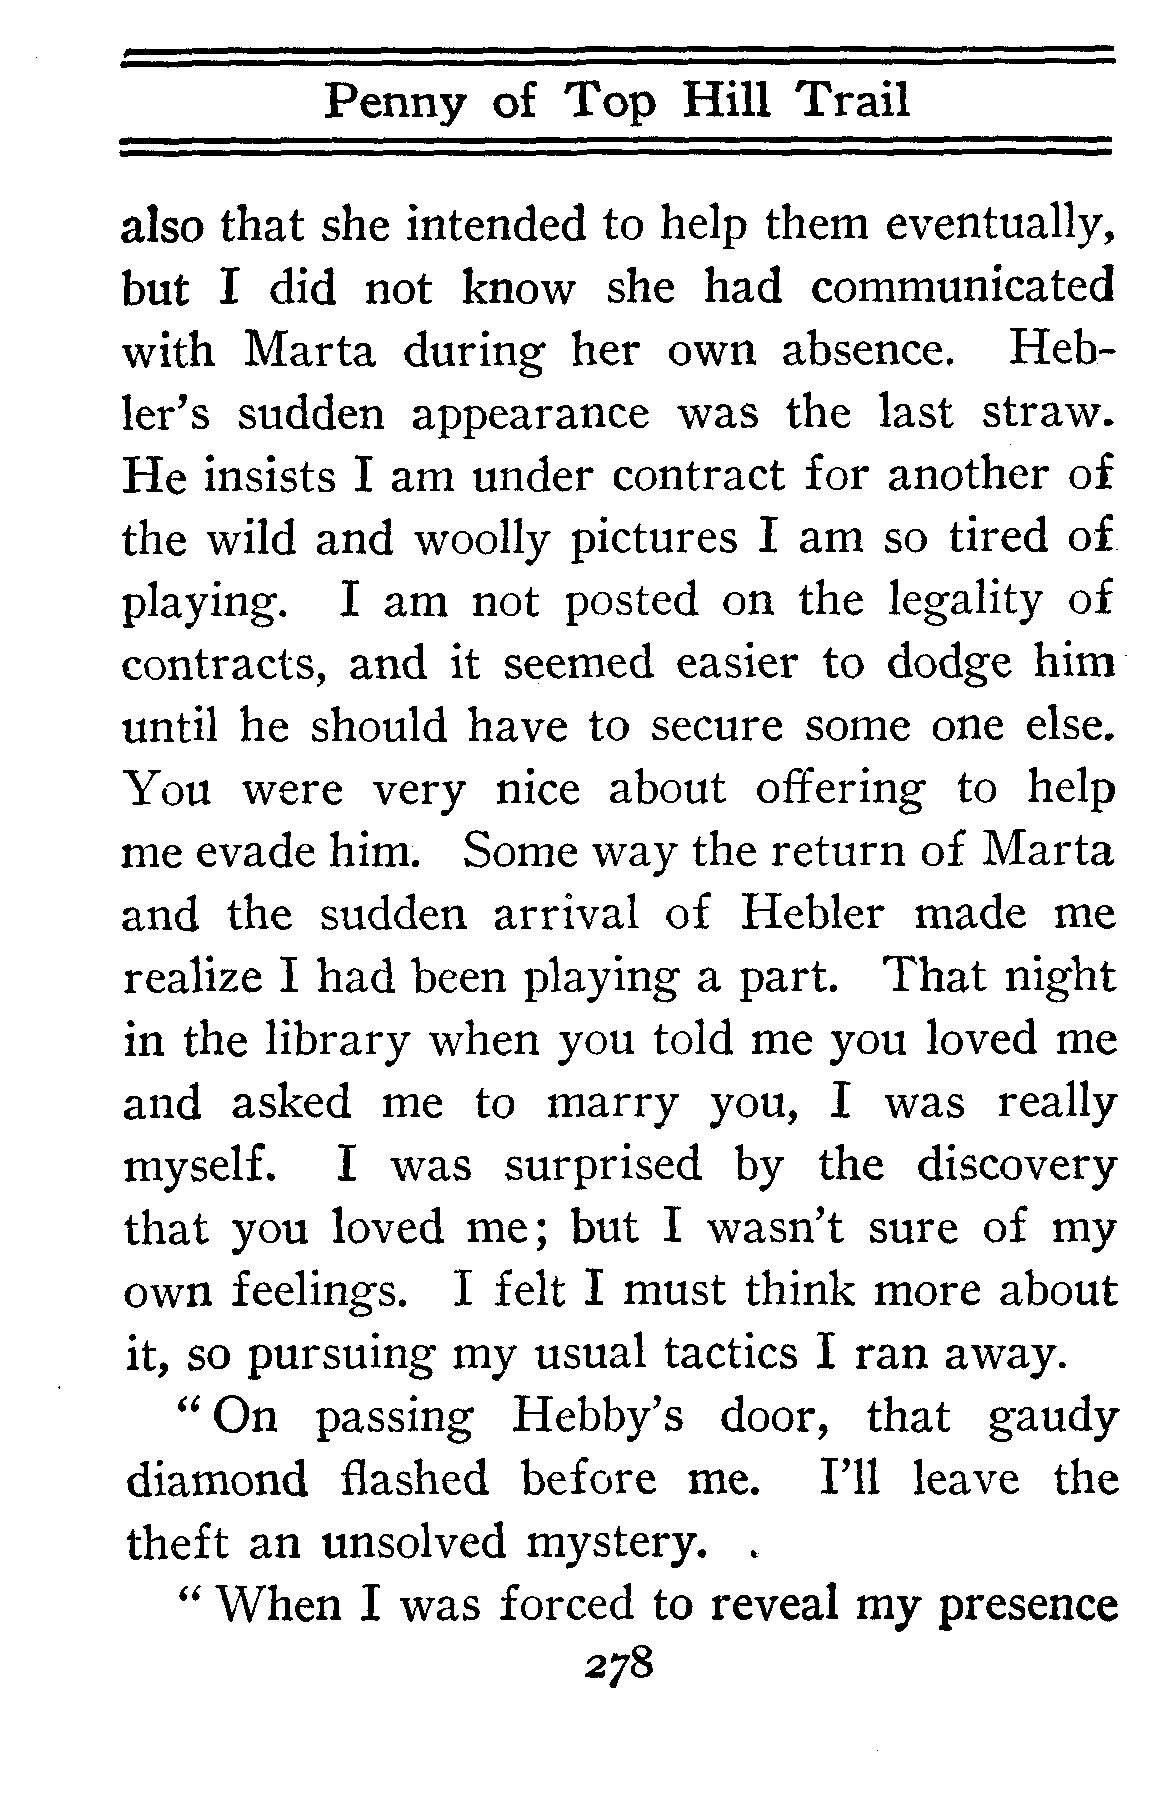 Penny of Top Hill Trail
also that she intended to help them eventually,
but I did not know she had communicated
with Marta during her own absence. Heb-
ler's sudden appearance was the last straw.
He insists I am under contract for another of
the wild and woolly pictures I am so tired of
playing. I am not posted on the legality of
contracts, and it seemed easier to dodge him
until he should have to secure some one else.
You were very nice about offering to help
me evade him. Some way the return of Marta
and the sudden arrival of Hebler made me
realize I had been playing a part. That night
in the library when you told me you loved me
and asked me to marry you, I was really
myself. I was surprised by the discovery
that you loved me; but I wasn't sure of my
own feelings. I felt I must think more about
it, so pursuing my usual tactics I ran away.
“ On passing Hebby's door, that gaudy
diamond flashed before me. I'll leave the
theft an unsolved mystery.
“ When I was forced to reveal my presence
278